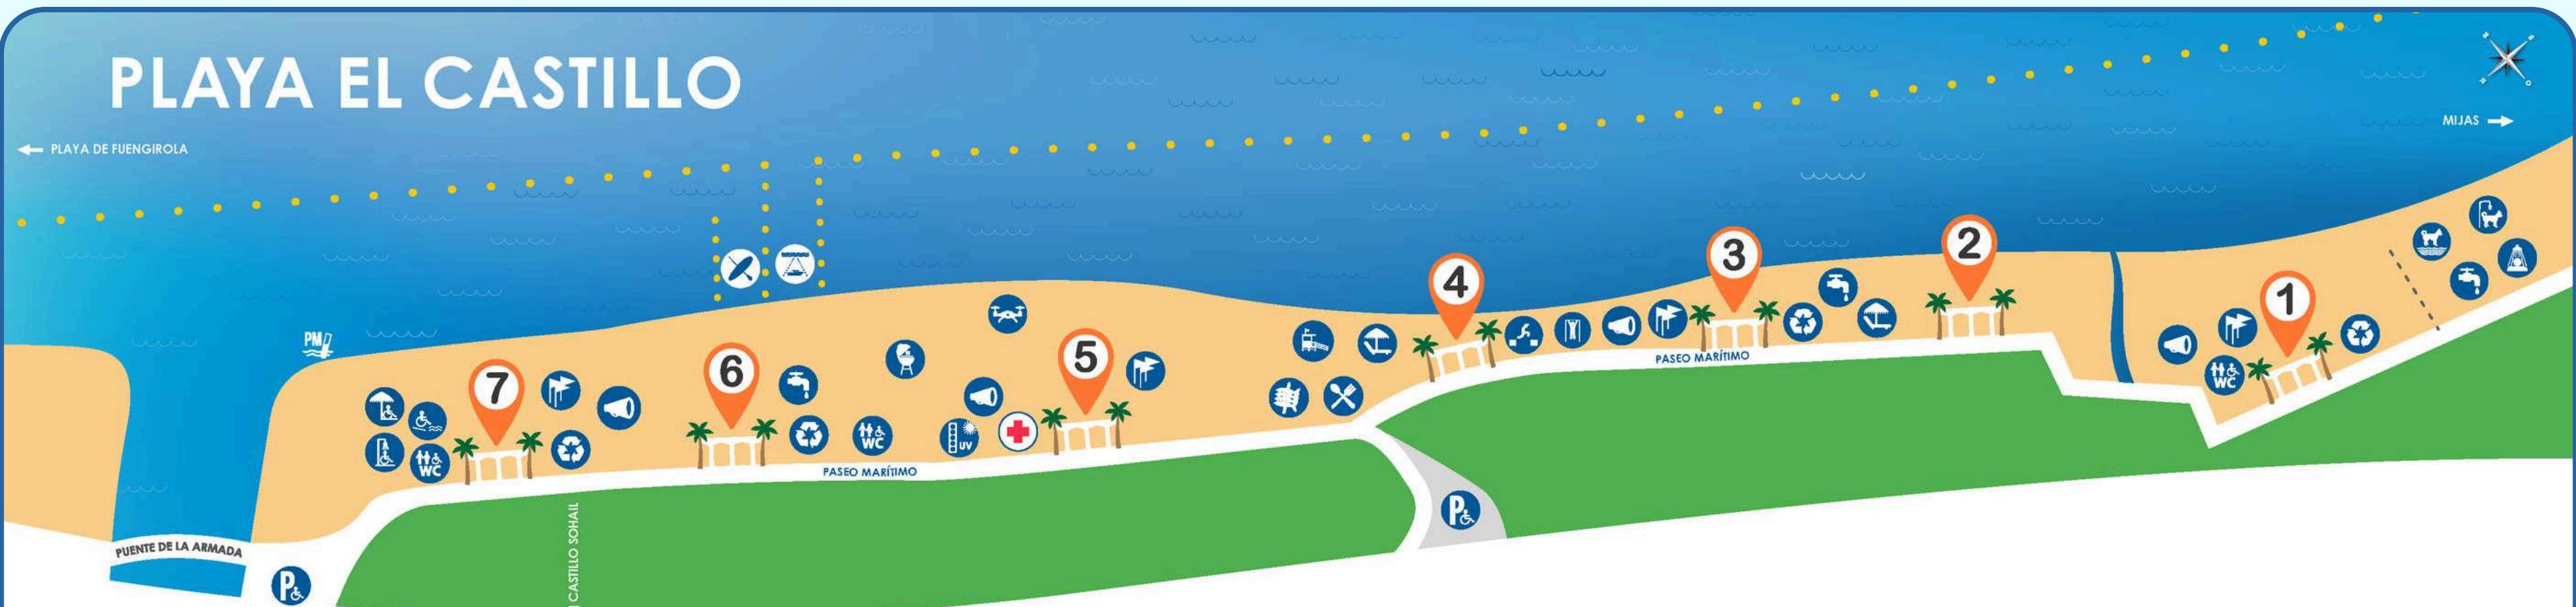 PLAYA EL CASTILLO
PLAYA DE FUENGIROLA
MIJAS
PM
1
2
3
4
5
6
7
WC
WC
WC
UV
PASEO MARÍTIMO
PASEO MARÍTIMO
P
P
PUENTE DE LA ARMADA
CASTILLO SOHAIL